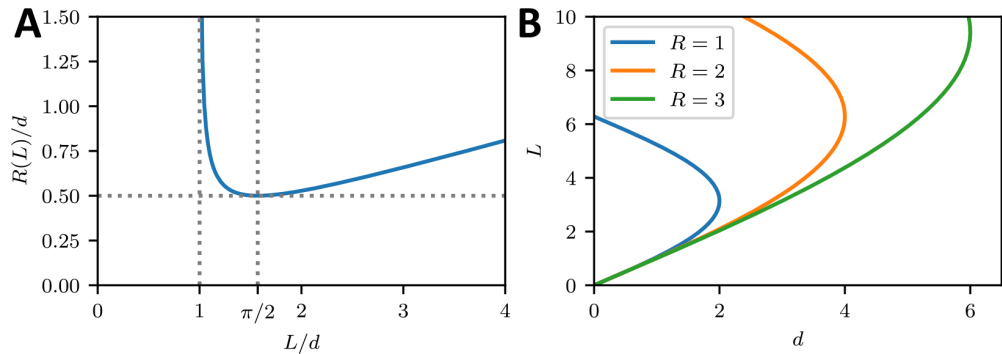 A
R(L)/d
1.50
1.25
1.00
0.75
0.50
0.25
0.00
0 1 π/2 2 3 4
L/d
B
L
10
8
6
4
2
0
R = 1
R = 2
R = 3
0 2 4 6
d